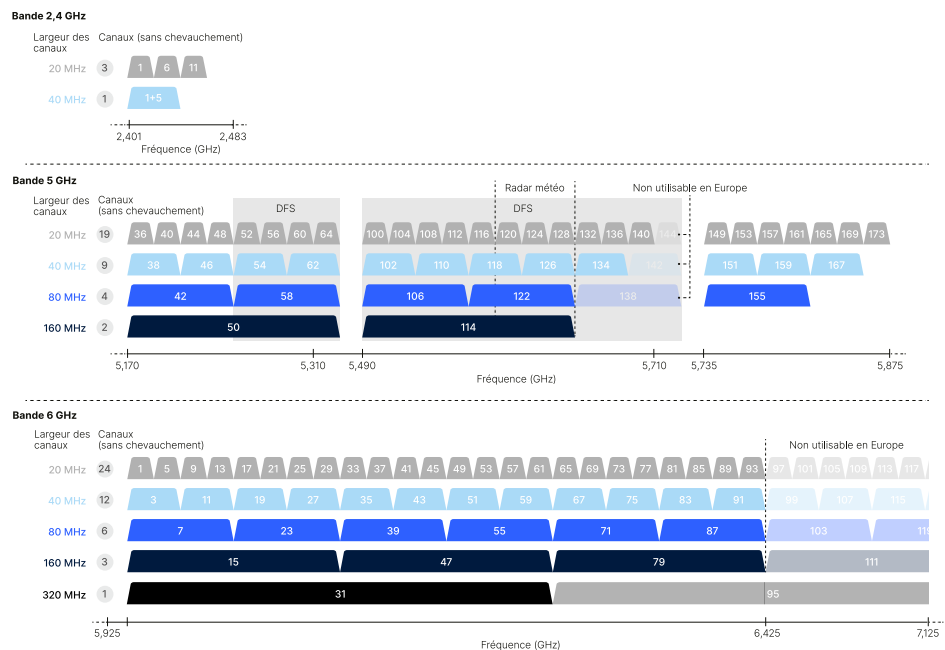 Bande 2,4 GHz
Largeur des canaux
Canaux (sans chevauchement)
20 MHz 3 1 6 11
40 MHz 1 1+5
2,401 2,483
Fréquence (GHz)
Bande 5 GHz
Radar météo Non utilisable en Europe
Largeur des canaux
Canaux (sans chevauchement)
DFS DFS
20 MHz 19 36 40 44 48 52 56 60 64 100 104 108 112 116 120 124 128 132 136 140 144 149 153 157 161 165 169 173
40 MHz 9 38 46 54 62 102 110 118 126 134 142 151 159 167
80 MHz 4 42 58 106 122 138 155
160 MHz 2 50 114
5,170 5,310 5,490 5,710 5,735 5,875
Fréquence (GHz)
Bande 6 GHz
Largeur des canaux
Canaux (sans chevauchement)
Non utilisable en Europe
20 MHz 24 1 5 9 13 17 21 25 29 33 37 41 45 49 53 57 61 65 69 73 77 81 85 89 93 97 101 105 109 113 117
40 MHz 12 3 11 19 27 35 43 51 59 67 75 83 91 99 107 115
80 MHz 6 7 23 39 55 71 87 103 119
160 MHz 3 15 47 79 111
320 MHz 1 31 95
5,925 6,425 7,125
Fréquence (GHz)